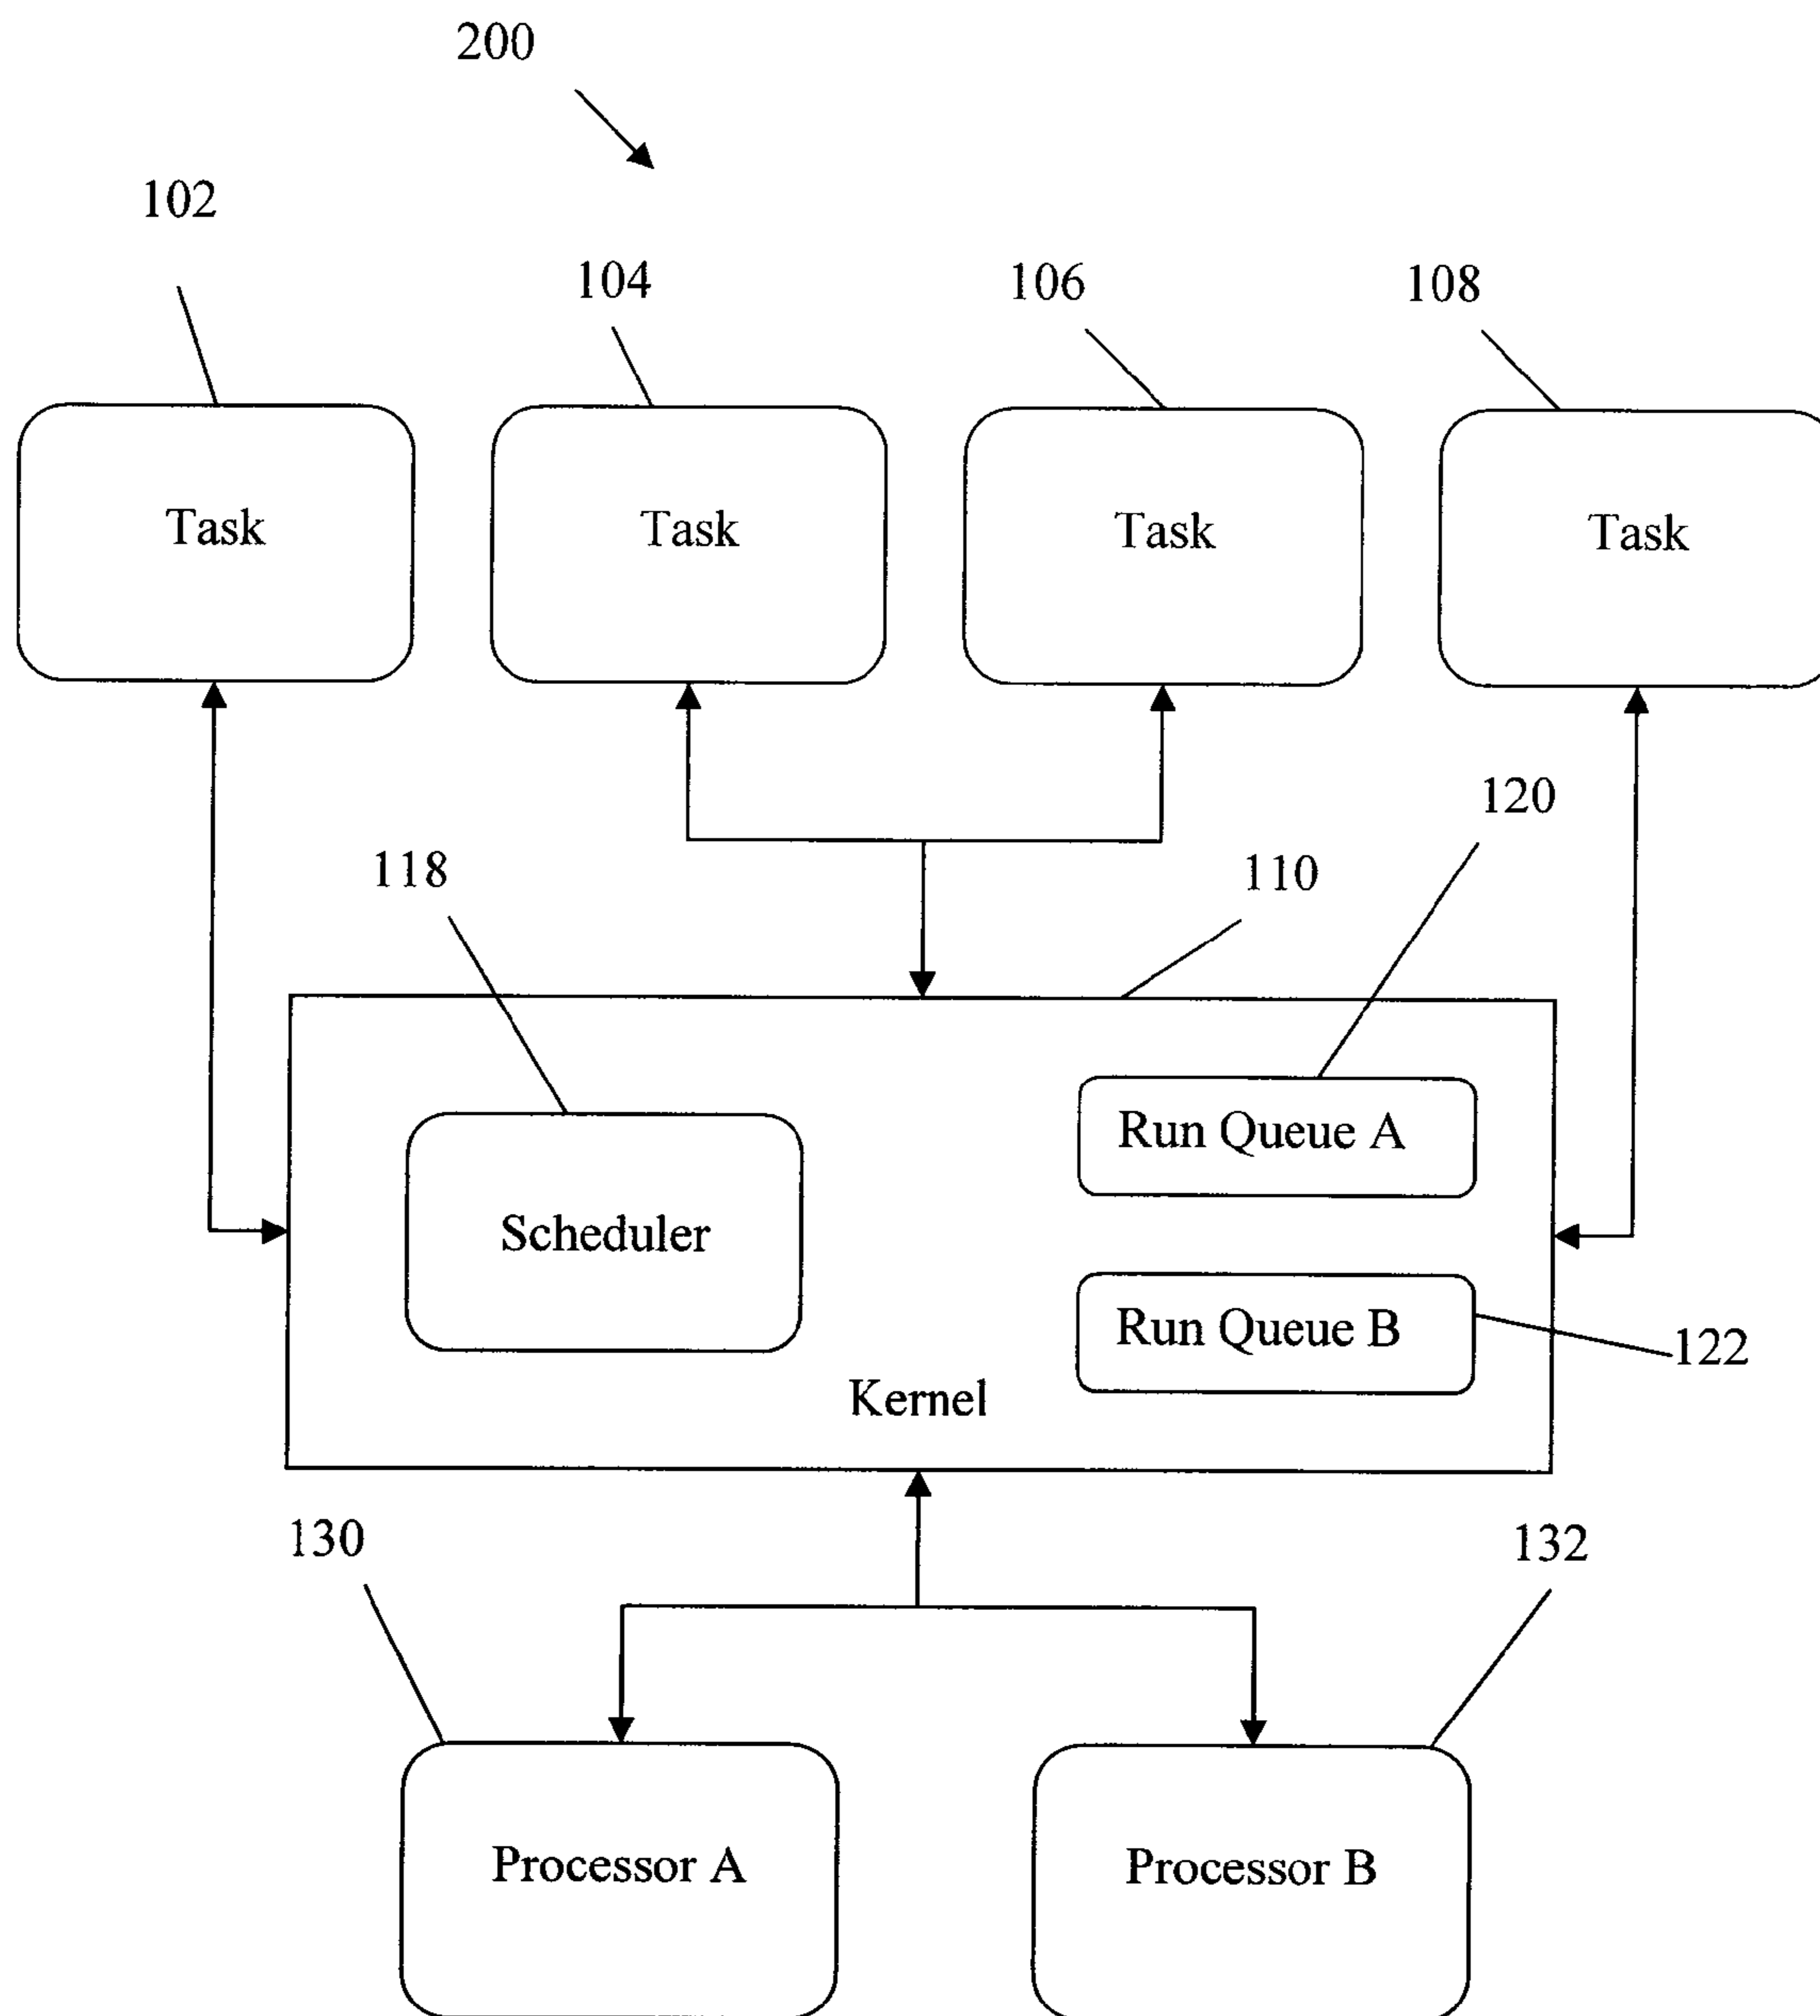 200
102
104
106
108
Task
Task
Task
Task
120
118
110
Run Queue A
Scheduler
Run Queue B
122
Kernel
130
132
Processor A
Processor B